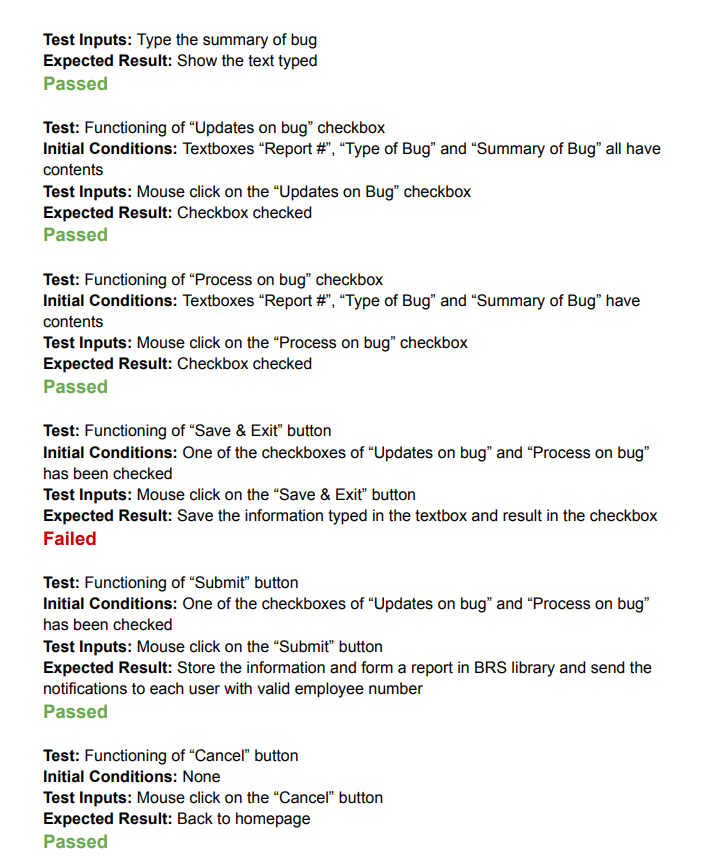 Test Inputs: Type the summary of bug
Expected Result: Show the text typed
Passed
Test: Functioning of “Updates on bug” checkbox
Initial Conditions: Textboxes “Report #”, “Type of Bug” and “Summary of Bug” all have
contents
Test Inputs: Mouse click on the “Updates on Bug” checkbox
Expected Result: Checkbox checked
Passed
Test: Functioning of “Process on bug” checkbox
Initial Conditions: Textboxes “Report #”, “Type of Bug” and “Summary of Bug” have
contents
Test Inputs: Mouse click on the “Process on bug” checkbox
Expected Result: Checkbox checked
Passed
Test: Functioning of “Save & Exit” button
Initial Conditions: One of the checkboxes of “Updates on bug” and “Process on bug”
has been checked
Test Inputs: Mouse click on the “Save & Exit” button
Expected Result: Save the information typed in the textbox and result in the checkbox
Failed
Test: Functioning of “Submit” button
Initial Conditions: One of the checkboxes of “Updates on bug” and “Process on bug”
has been checked
Test Inputs: Mouse click on the “Submit” button
Expected Result: Store the information and form a report in BRS library and send the
notifications to each user with valid employee number
Passed
Test: Functioning of “Cancel” button
Initial Conditions: None
Test Inputs: Mouse click on the “Cancel” button
Expected Result: Back to homepage
Passed